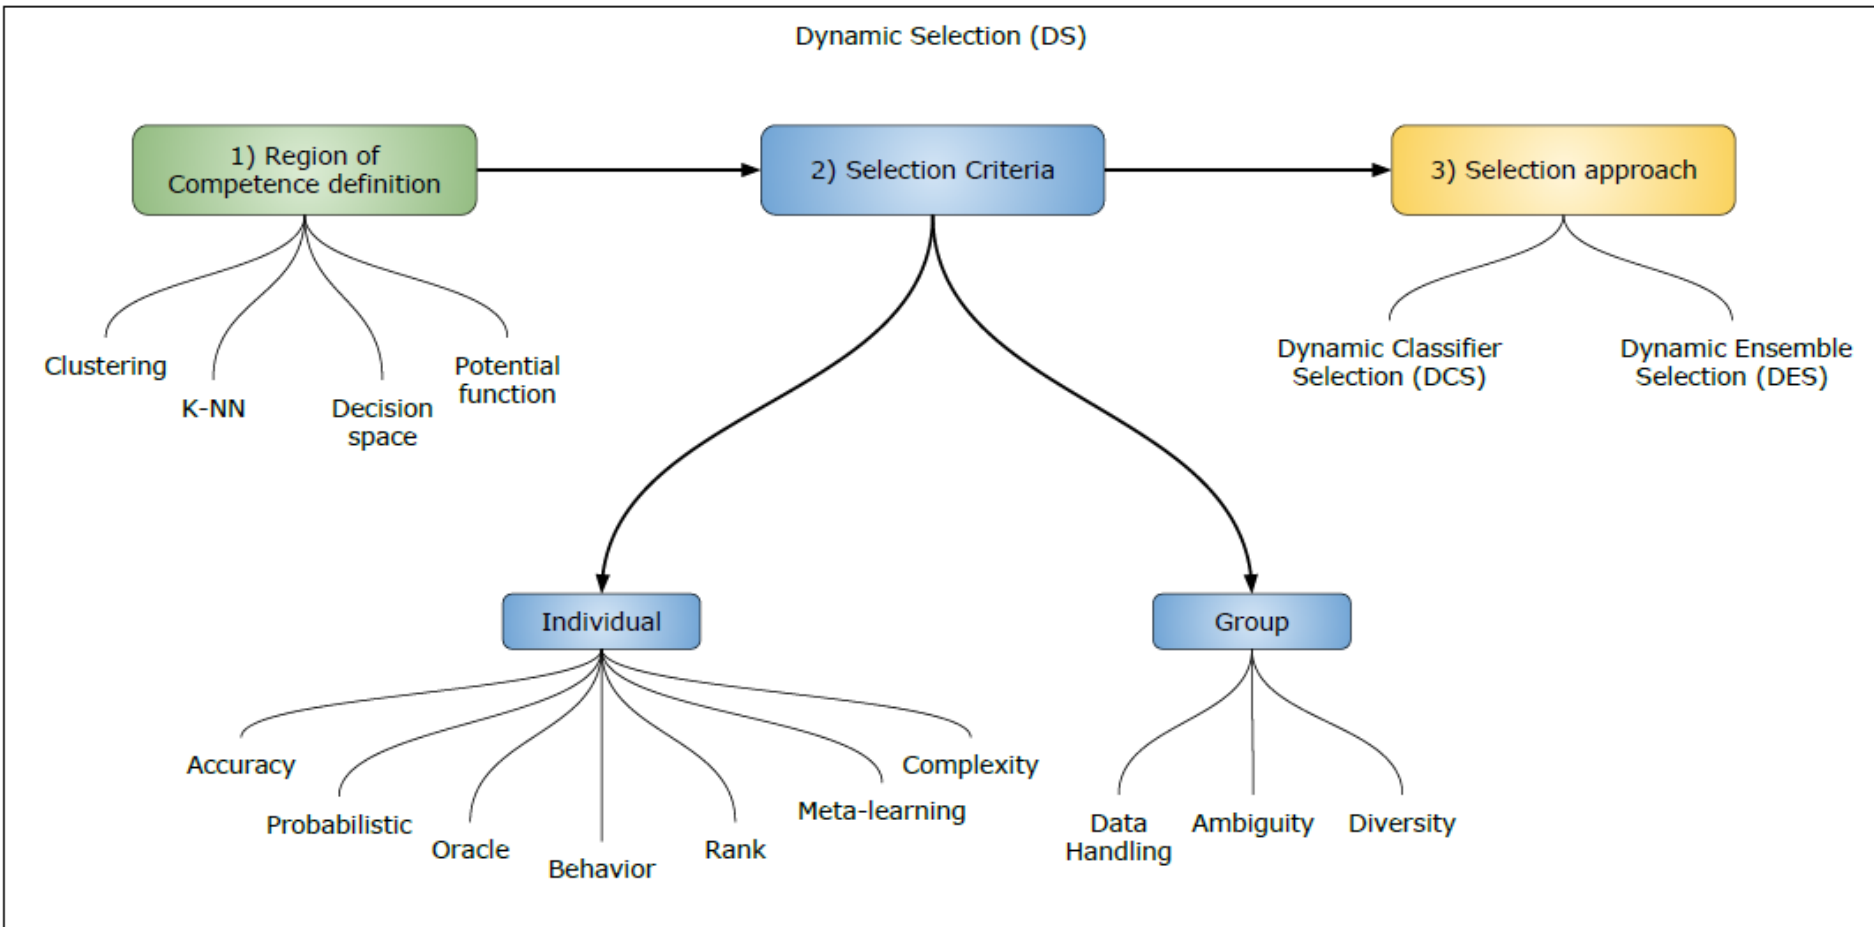 Dynamic Selection (DS)
1) Region of
Competence definition
2) Selection Criteria
3) Selection approach
Clustering
K-NN
Decision
space
Potential
function
Dynamic Classifier
Selection (DCS)
Dynamic Ensemble
Selection (DES)
Individual
Group
Accuracy
Probabilistic
Oracle
Behavior
Rank
Meta-learning
Complexity
Data
Handling
Ambiguity
Diversity